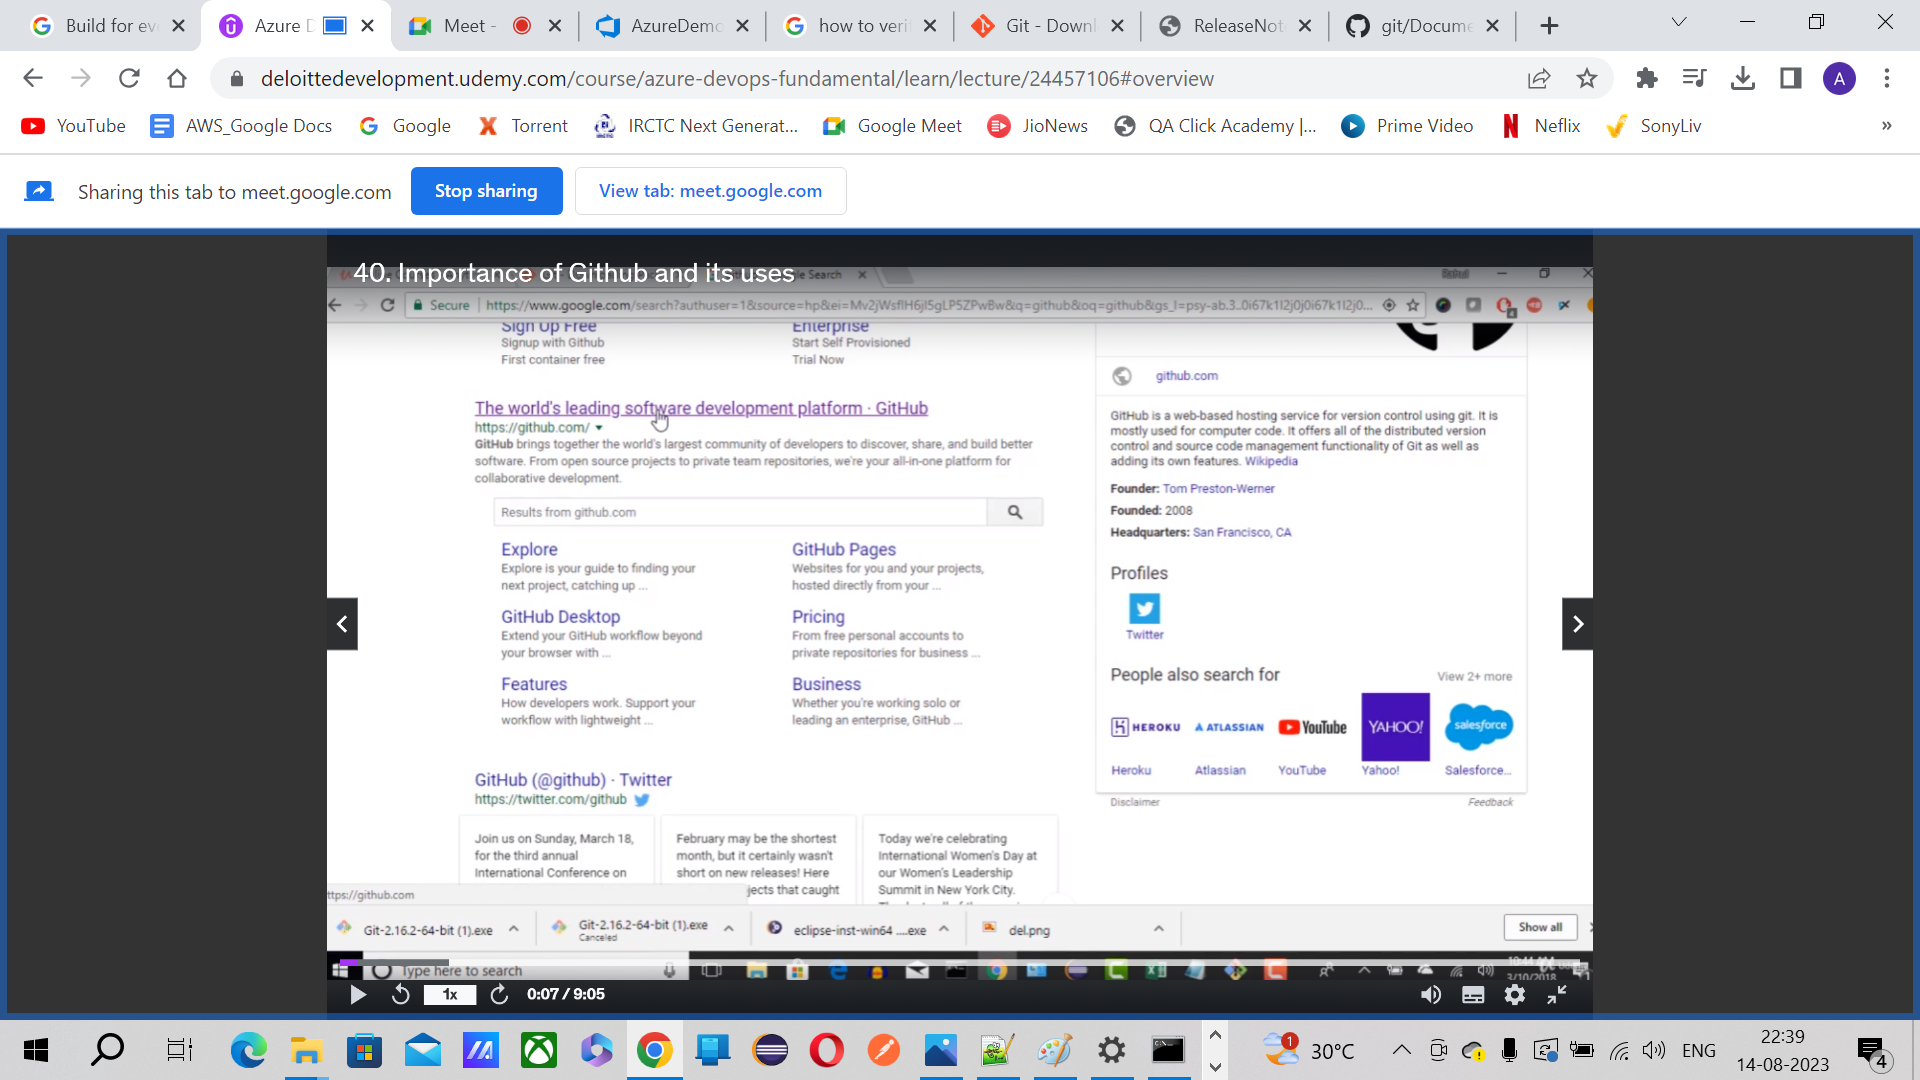 Build for ev
Azure D
Meet -
AzureDemo
how to veri
Git - Downl
ReleaseNot
git/Docume
deloittedevelopment.udemy.com/course/azure-devops-fundamental/learn/lecture/24457106#overview
A
YouTube
AWS_Google Docs
Google
Torrent
IRCTC Next Generat...
Google Meet
JioNews
QA Click Academy |...
Prime Video
Neflix
SonyLiv
»
Sharing this tab to meet.google.com
Stop sharing
View tab: meet.google.com
40. Importance of Github and its uses
le Search
Secure
https://www.google.com/search?authuser=1&source=hp&ei=Mv2jWsflH6jI5gLP5ZPwBw&q=github&oq=github&gs_l=psy-ab.3..0i67k1l2j0j0i67k1l2j0...
Sign Up Free
Signup with Github
First container free
Enterprise
Start Self Provisioned
Trial Now
The world's leading software development platform · GitHub
https://github.com/
GitHub brings together the world's largest community of developers to discover, share, and build better
software. From open source projects to private team repositories, we're your all-in-one platform for
collaborative development.
Results from github.com
Explore
Explore is your guide to finding your
next project, catching up ...
GitHub Pages
Websites for you and your projects,
hosted directly from your ...
GitHub Desktop
Extend your GitHub workflow beyond
your browser with ...
Pricing
From free personal accounts to
private repositories for business ...
Features
How developers work. Support your
workflow with lightweight ...
Business
Whether you're working solo or
leading an enterprise, GitHub ...
GitHub (@github) · Twitter
https://twitter.com/github
Join us on Sunday, March 18,
for the third annual
International Conference on
February may be the shortest
month, but it certainly wasn't
short on new releases! Here
jects that caught
Today we're celebrating
International Women's Day at
our Women's Leadership
Summit in New York City.
github.com
GitHub is a web-based hosting service for version control using git. It is
mostly used for computer code. It offers all of the distributed version
control and source code management functionality of Git as well as
adding its own features. Wikipedia
Founder: Tom Preston-Werner
Founded: 2008
Headquarters: San Francisco, CA
Profiles
Twitter
People also search for
View 2+ more
HEROKU
ATLASSIAN
YouTube
YAHOO!
salesforce
Heroku
Atlassian
YouTube
Yahoo!
Salesforce...
Disclaimer
Feedback
ttps://github.com
Git-2.16.2-64-bit (1).exe
Git-2.16.2-64-bit (1).exe
Canceled
eclipse-inst-win64 ....exe
del.png
Show all
Type here to search
3/10/2018
1x
0:07 / 9:05
1
30°C
ENG
22:39
14-08-2023
4